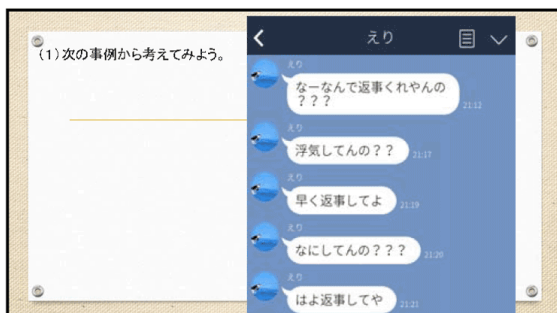 (1)次の事例から考えてみよう。
えり
えり
なーなんで返事くれやんの
???
21:12
えり
浮気してんの??
21:17
えり
早く返事してよ
21:19
えり
なにしてんの???
21:20
えり
はよ返事してや
21:21